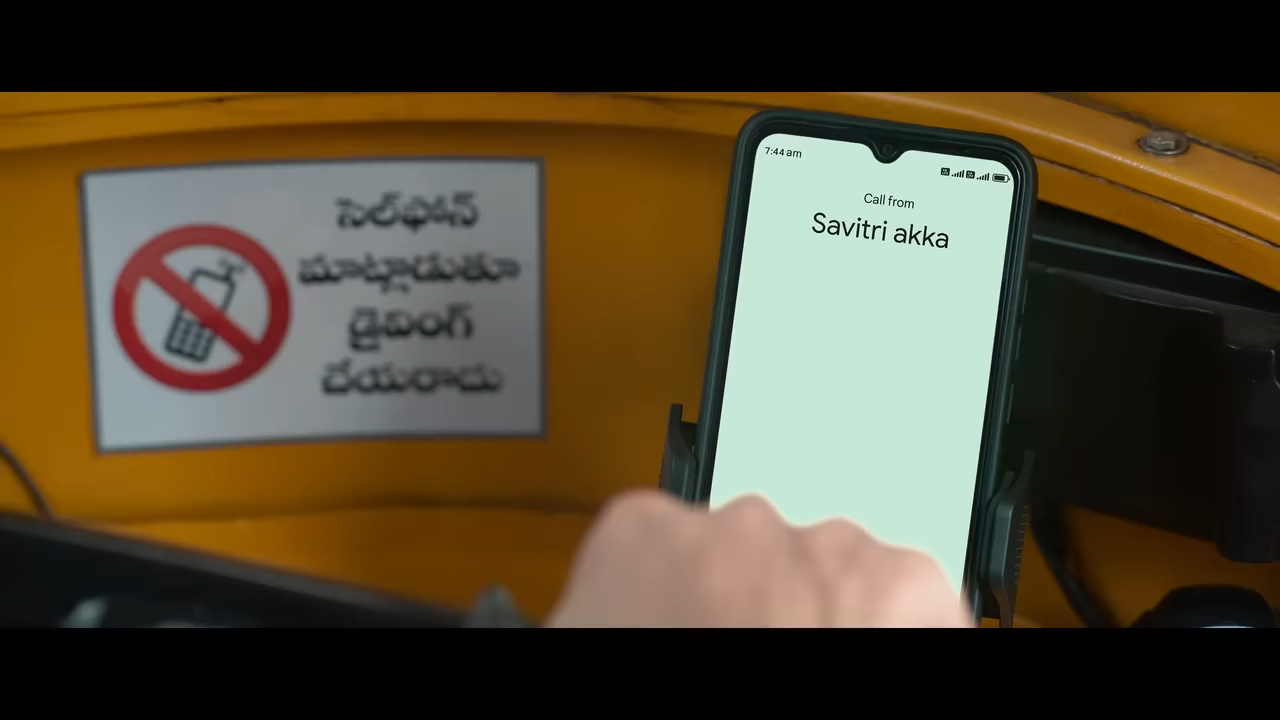 సెల్‌ఫోన్
మాట్లాడుతూ
డ్రైవింగ్
చేయరాదు
7:44 am
Call from
Savitri akka